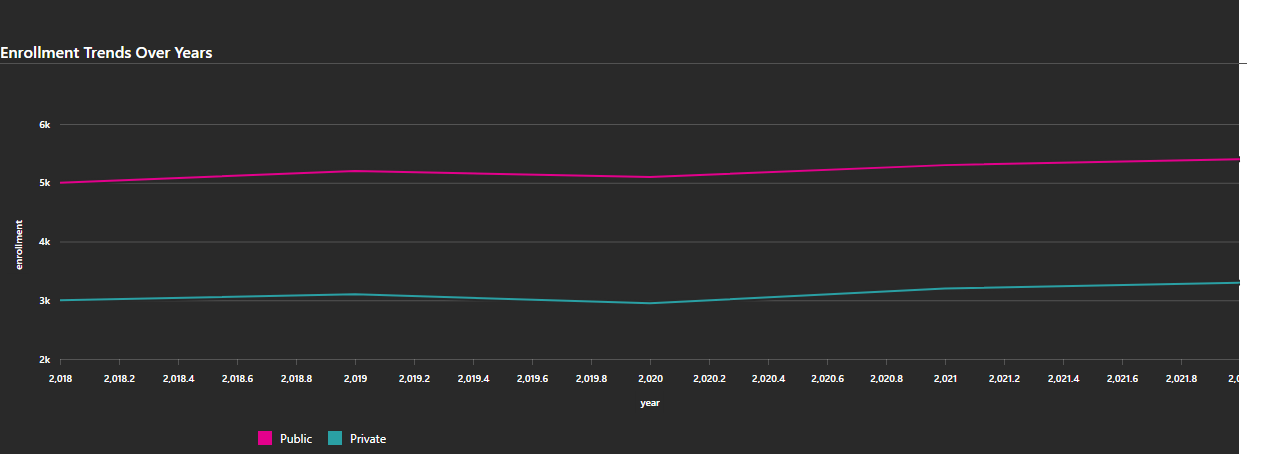 Enrollment Trends Over Years
6k
5k
4k
3k
2k
enrollment
2,018 2,018.2 2,018.4 2,018.6 2,018.8 2,019 2,019.2 2,019.4 2,019.6 2,019.8 2,020 2,020.2 2,020.4 2,020.6 2,020.8 2,021 2,021.2 2,021.4 2,021.6 2,021.8
year
Public Private